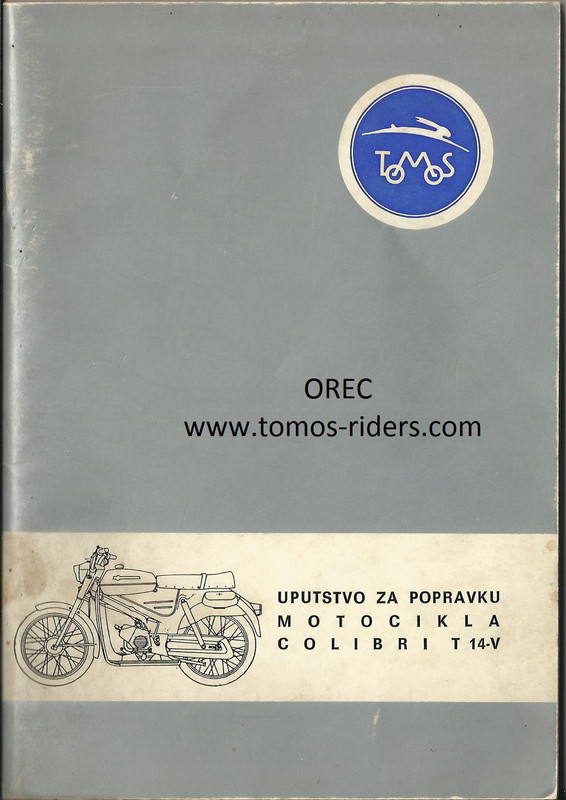 TOMOS
OREC
www.tomos-riders.com
UPUTSTVO ZA POPRAVKU
MOTOCIKLA
COLIBRI T 14-V